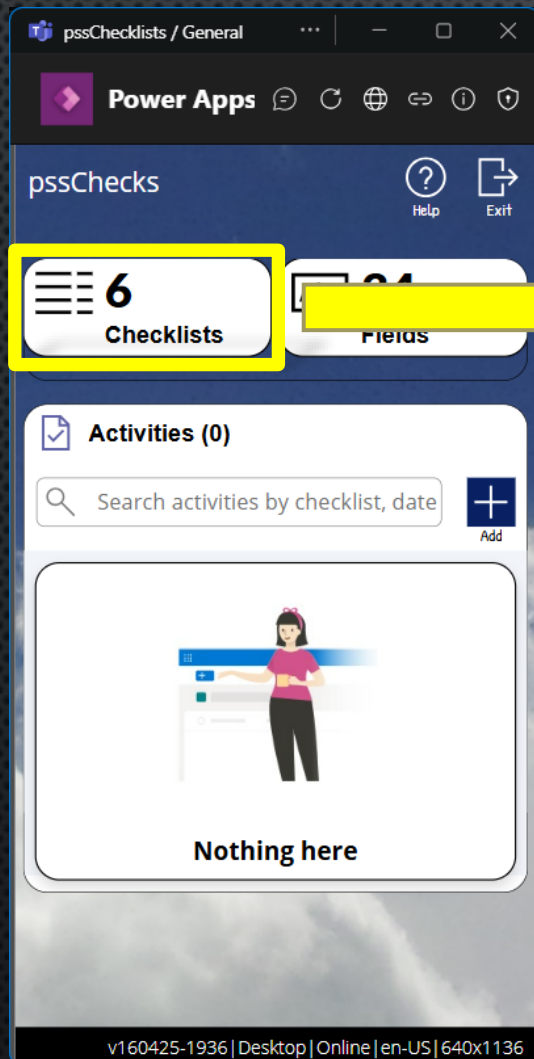 pssChecklists / General
Power Apps
pssChecks
Help
Exit
6
Checklists
Fields
Activities (0)
Search activities by checklist, date
Add
Nothing here
v160425-1936|Desktop|Online|en-US|640x1136